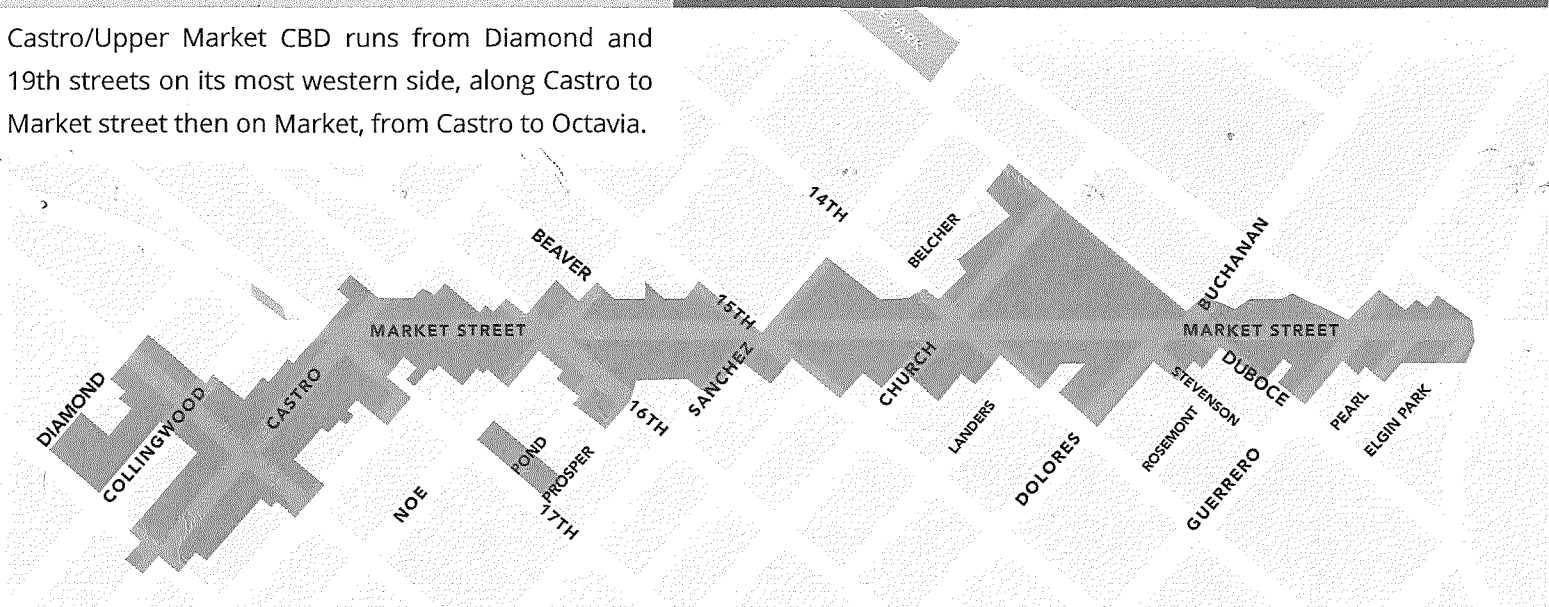 Castro/Upper Market CBD runs from Diamond and
19th streets on its most western side, along Castro to
Market street then on Market, from Castro to Octavia.
PARK
14TH
BELCHER
BUCHANAN
BEAVER
15TH
MARKET STREET
MARKET STREET
DIAMOND
COLLINGWOOD
CASTRO
SANCHEZ
CHURCH
DUBOCE
STEVENSON
16TH
LANDERS
ROSEMONT
PEARL
ELGIN PARK
POND
PROSPER
DOLORES
GUERRERO
NOE
17TH